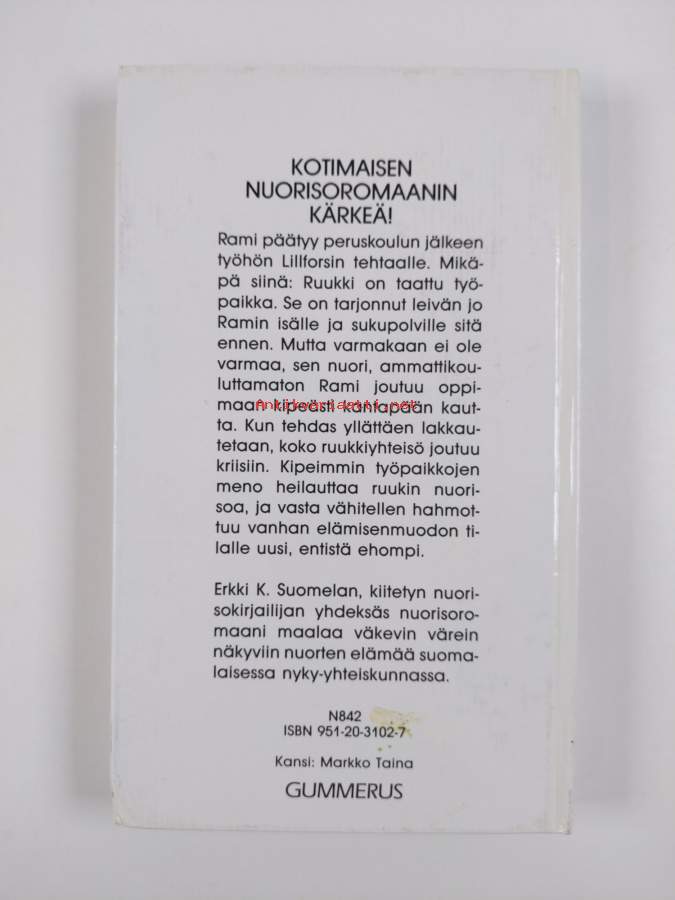 KOTIMAISEN
NUORISOROMAANIN
KÄRKEÄ!
Rami päätyy peruskoulun jälkeen
työhön Lillforsin tehtaalle. Mikä-
pä siinä: Ruukki on taattu työ-
paikka. Se on tarjonnut leivän jo
Ramin isälle ja sukupolville sitä
ennen. Mutta varmakaan ei ole
varmaa, sen nuori, ammattikou-
luttamaton Rami joutuu oppi-
maan kipeästi kantapään kaut-
Antikvariaatti.net
ta. Kun tehdas yllättäen lakkau-
tetaan, koko ruukkiyhteisö joutuu
kriisiin. Kipeimmin työpaikkojen
meno heilauttaa ruukin nuori-
soa, ja vasta vähitellen hahmot-
tuu vanhan elämisenmuodon ti-
lalle uusi, entistä ehompi.
Erkki K. Suomelan, kiitetyn nuori-
sokirjailijan yhdeksäs nuorisoro-
maani maalaa väkevin värein
näkyviin nuorten elämää suoma-
laisessa nyky-yhteiskunnassa.
N842
ISBN 951-20-3102-7
Kansi: Markko Taina
GUMMERUS